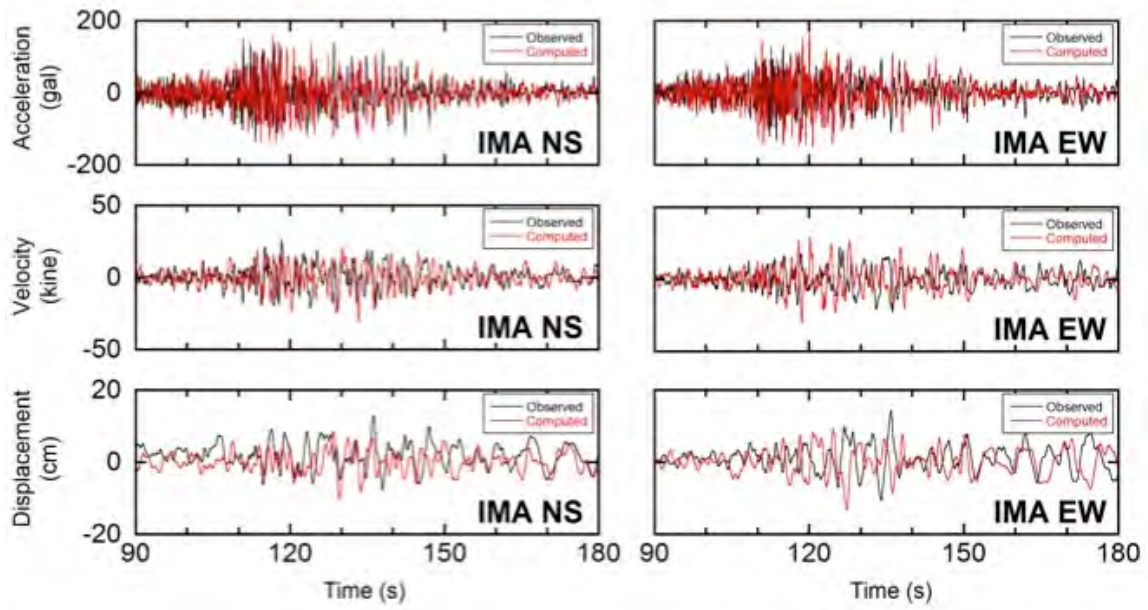 Acceleration
(gal)
200
0
-200
Observed
Computed
IMA NS
Observed
Computed
IMA EW
Velocity
(kine)
50
0
-50
Observed
Computed
IMA NS
Observed
Computed
IMA EW
Displacement
(cm)
20
0
-20
Observed
Computed
IMA NS
Observed
Computed
IMA EW
90 120 150 180
90 120 150 180
Time (s)
Time (s)